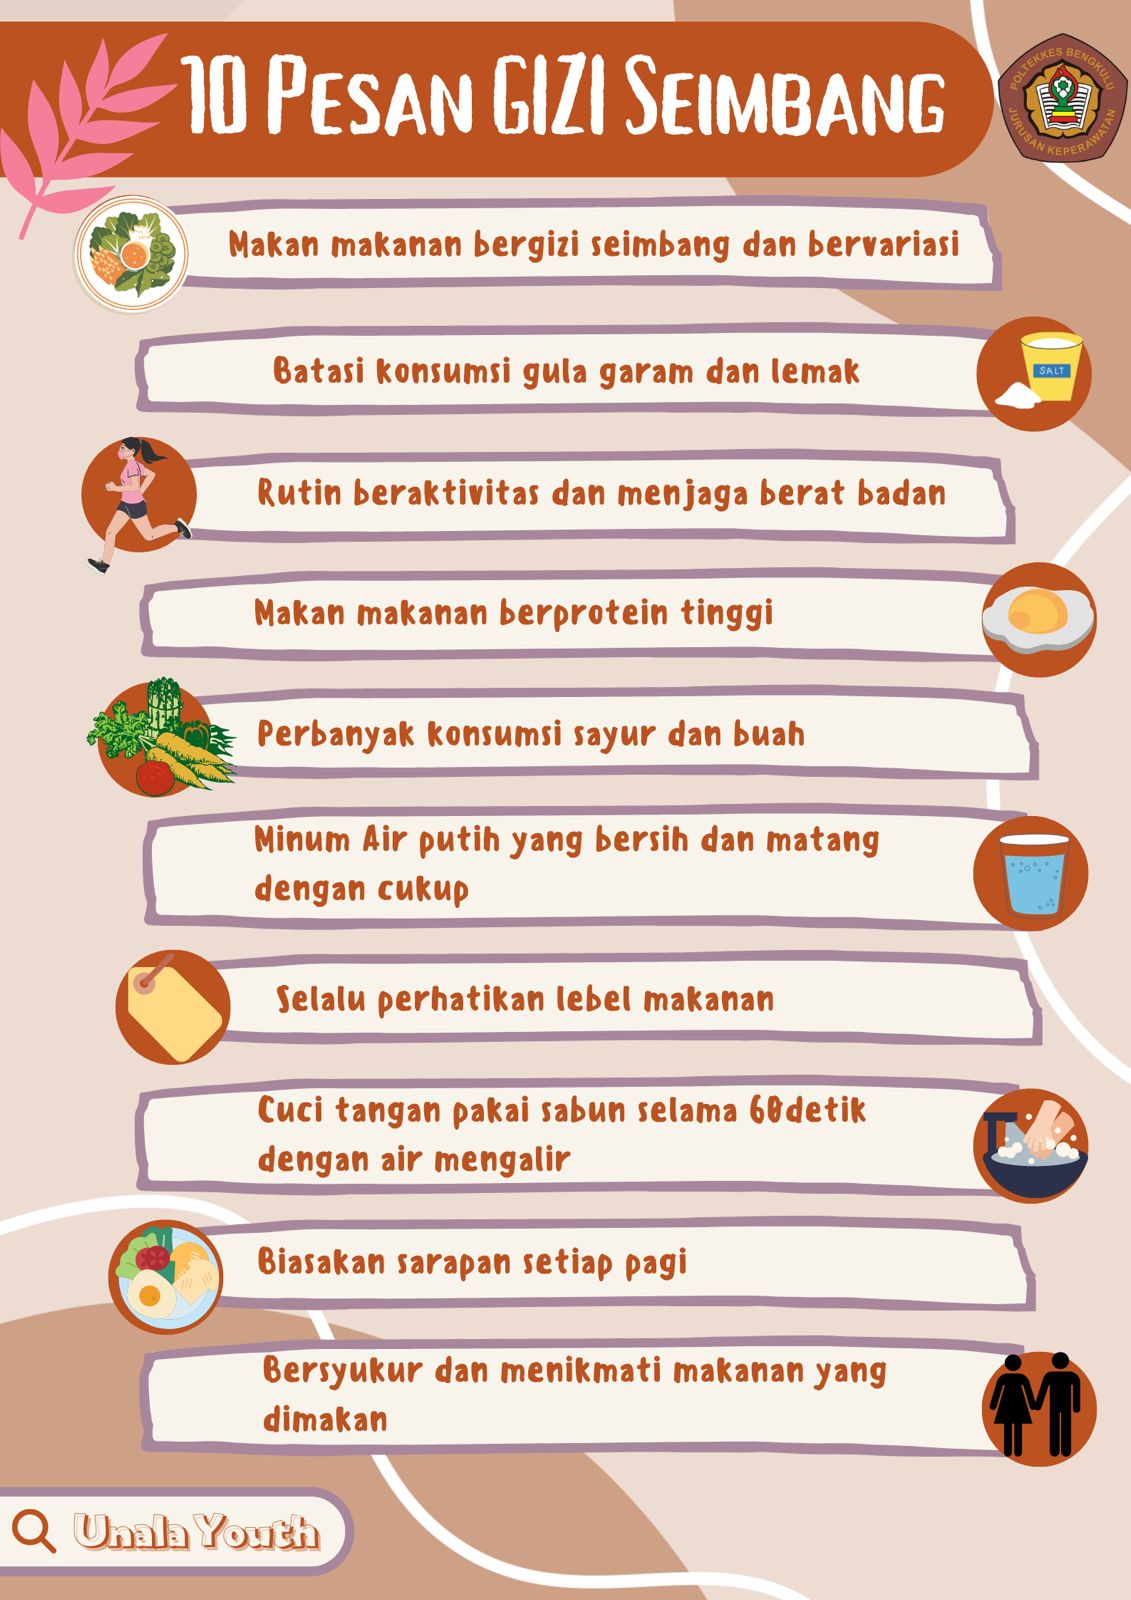 10 Pesan GIZI Seimbang
POLTEKKES BENGKULU
JURUSAN KEPERAWATAN
Makan makanan bergizi seimbang dan bervariasi
Batasi konsumsi gula garam dan lemak
SALT
Rutin beraktivitas dan menjaga berat badan
Makan makanan berprotein tinggi
Perbanyak konsumsi sayur dan buah
Minum Air putih yang bersih dan matang
dengan cukup
Selalu perhatikan lebel makanan
Cuci tangan pakai sabun selama 60detik
dengan air mengalir
Biasakan sarapan setiap pagi
Bersyukur dan menikmati makanan yang
dimakan
Unala Youth